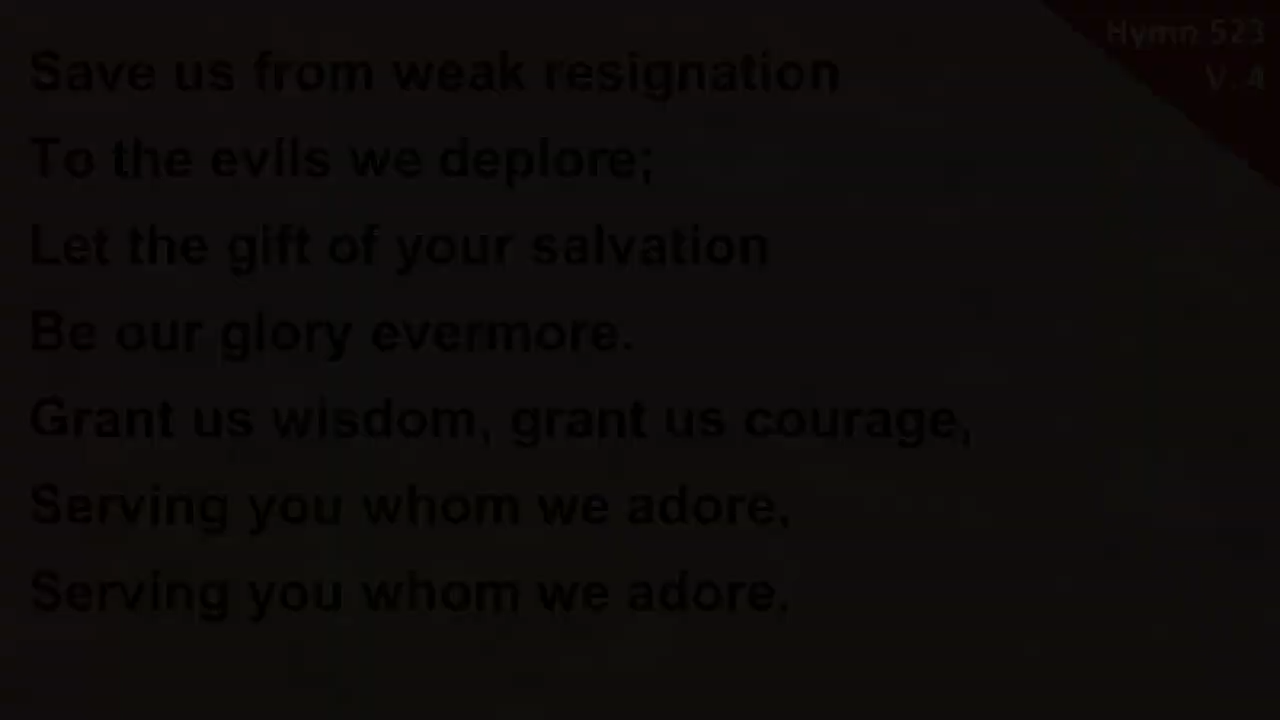 Hymn 523
V. 4
Save us from weak resignation
To the evils we deplore;
Let the gift of your salvation
Be our glory evermore.
Grant us wisdom, grant us courage,
Serving you whom we adore,
Serving you whom we adore.